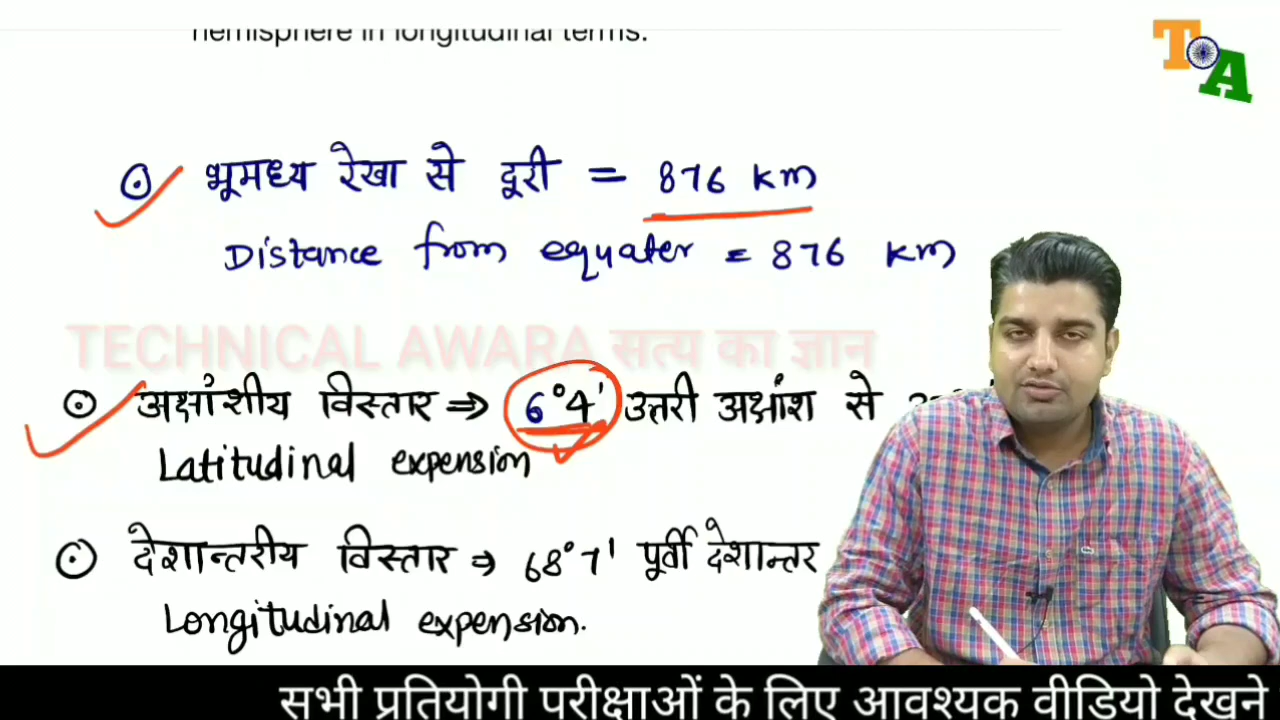 hemisphere in longitudinal terms.
TA
भूमध्य रेखा से दूरी = 876 km
Distance from equater = 876 km
TECHNICAL AWARA सत्य का ज्ञान
अक्षांशीय विस्तार ⇒ 6°4' उत्तरी अक्षांश से
Latitudinal expension
देशान्तरीय विस्तार ⇒ 68°7' पूर्वी देशान्तर
Longitudinal expension.
सभी प्रतियोगी परीक्षाओं के लिए आवश्यक वीडियो देखने